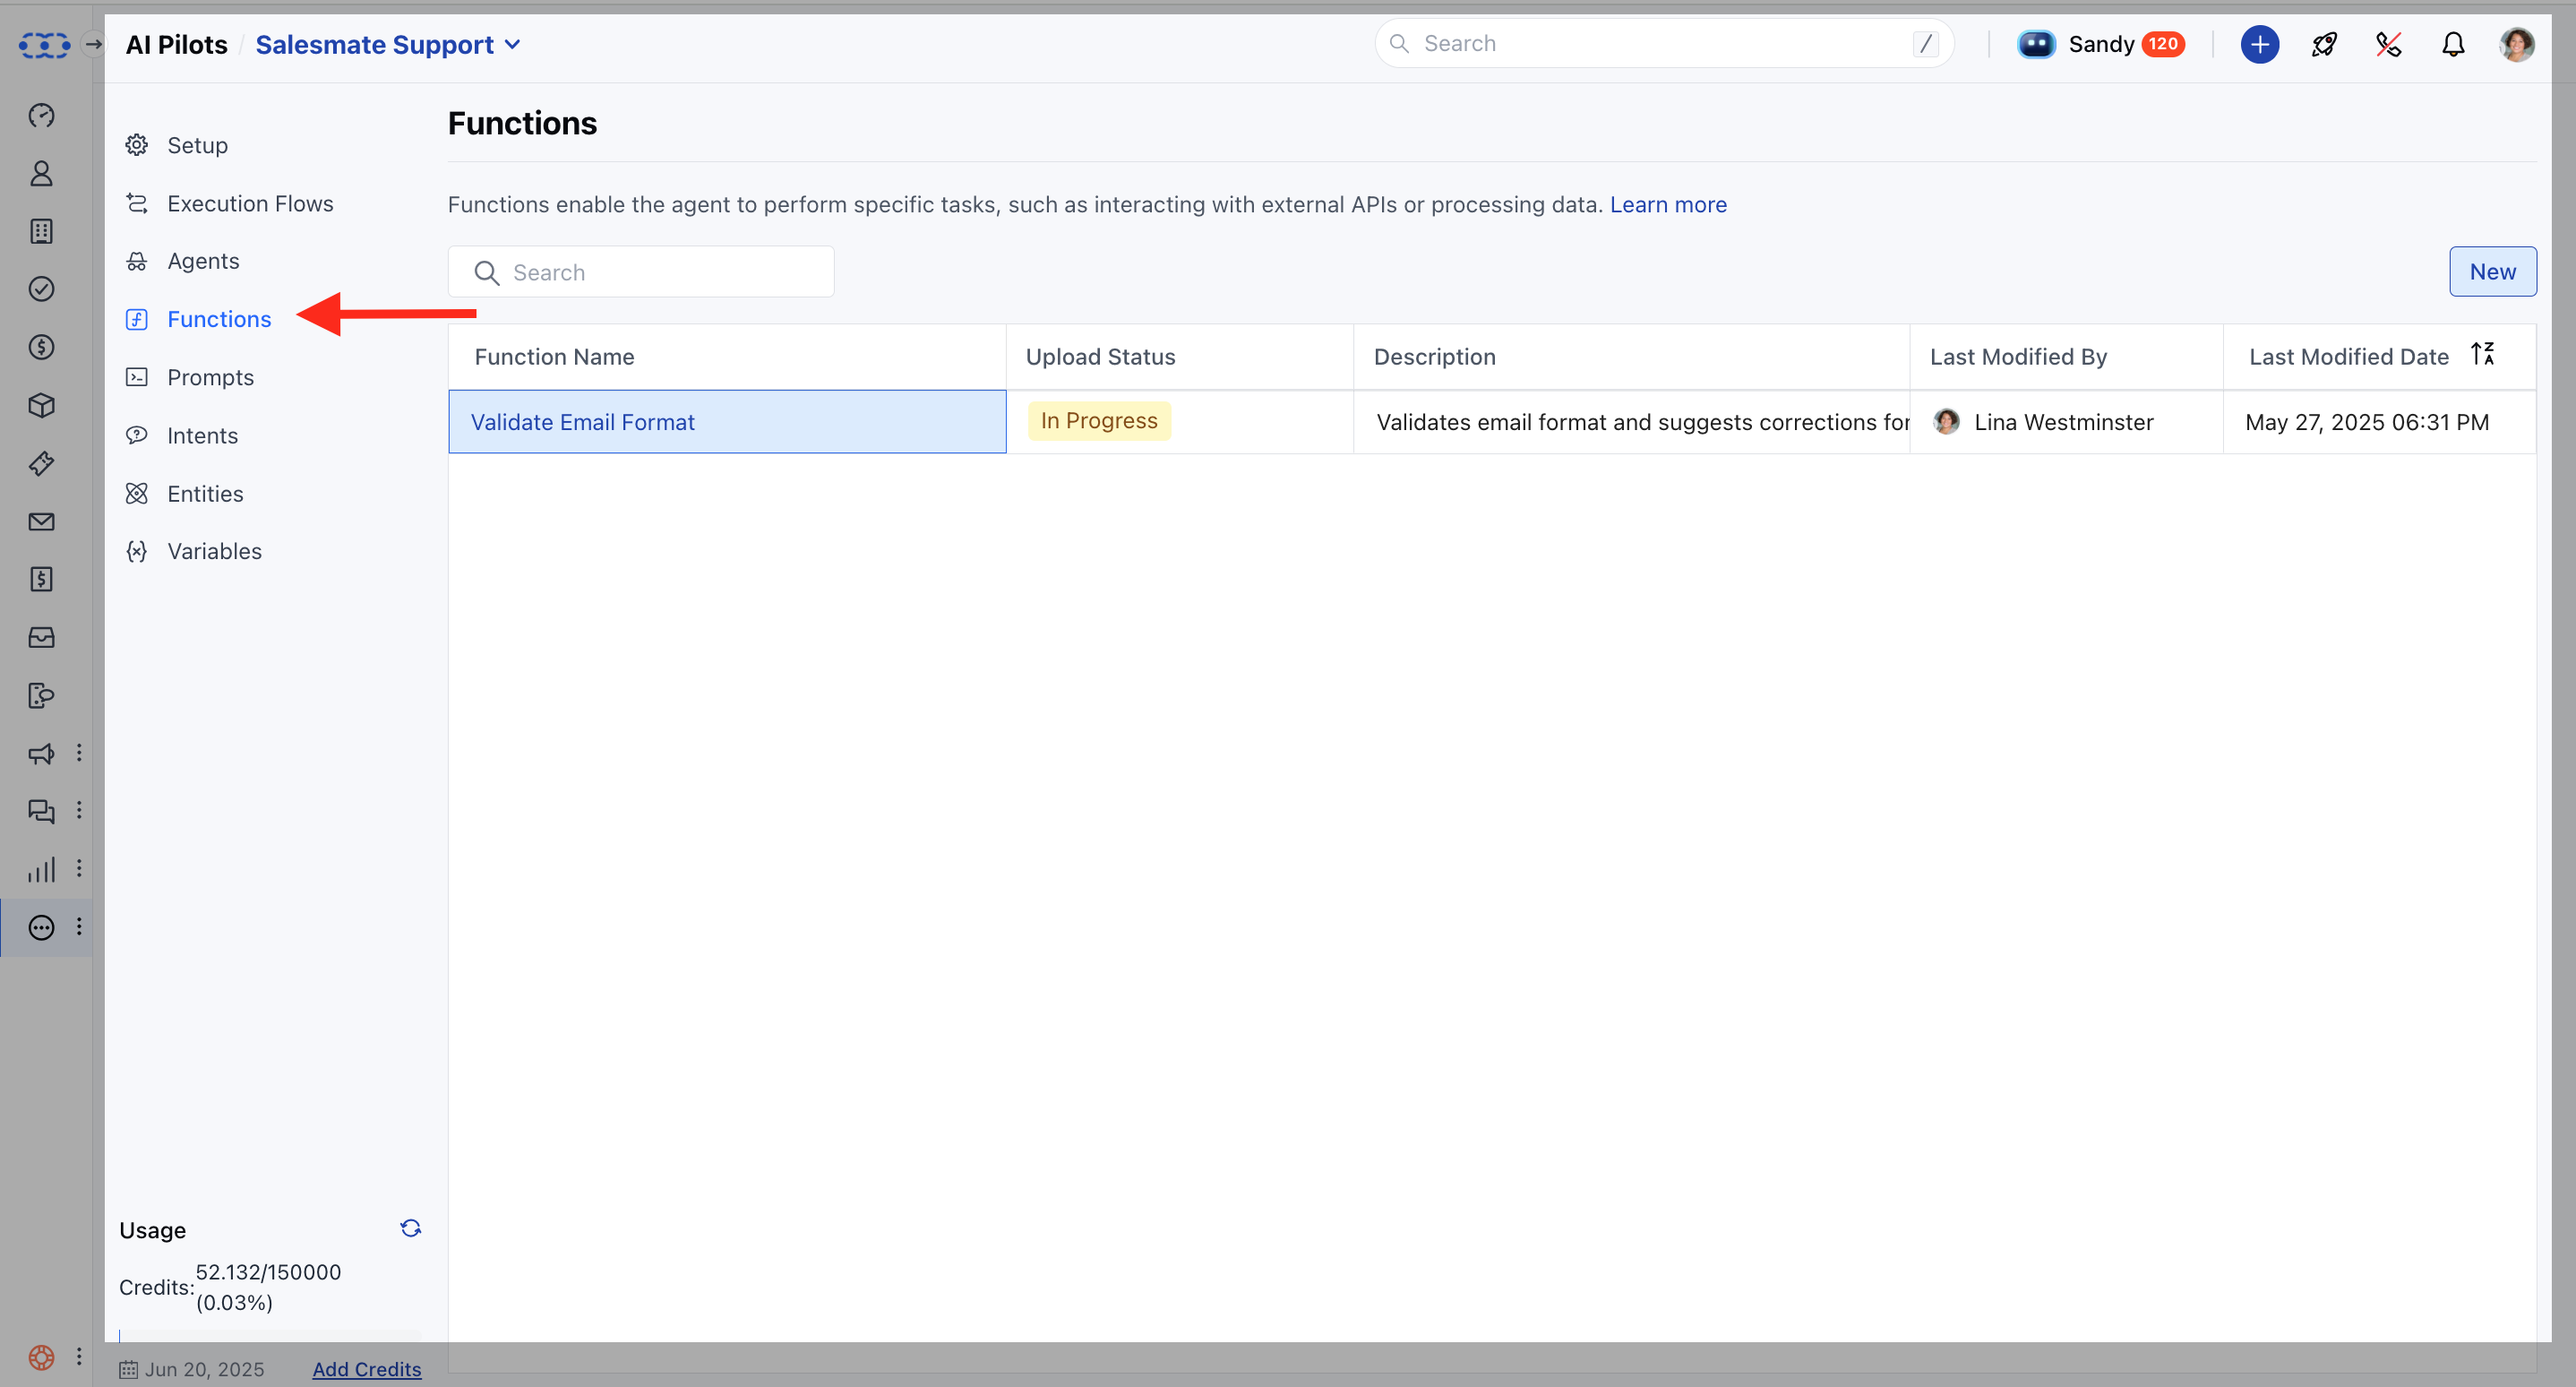 AI Pilots / Salesmate Support
Search /
Sandy 120
Setup
Execution Flows
Agents
Functions
Prompts
Intents
Entities
Variables
Functions
Functions enable the agent to perform specific tasks, such as interacting with external APIs or processing data. Learn more
Search
New
Function Name Upload Status Description Last Modified By Last Modified Date
Validate Email Format In Progress Validates email format and suggests corrections for Lina Westminster May 27, 2025 06:31 PM
Usage
Credits: 52.132/150000
(0.03%)
Jun 20, 2025 Add Credits